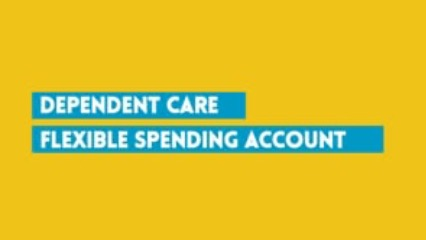 DEPENDENT CARE
FLEXIBLE SPENDING ACCOUNT